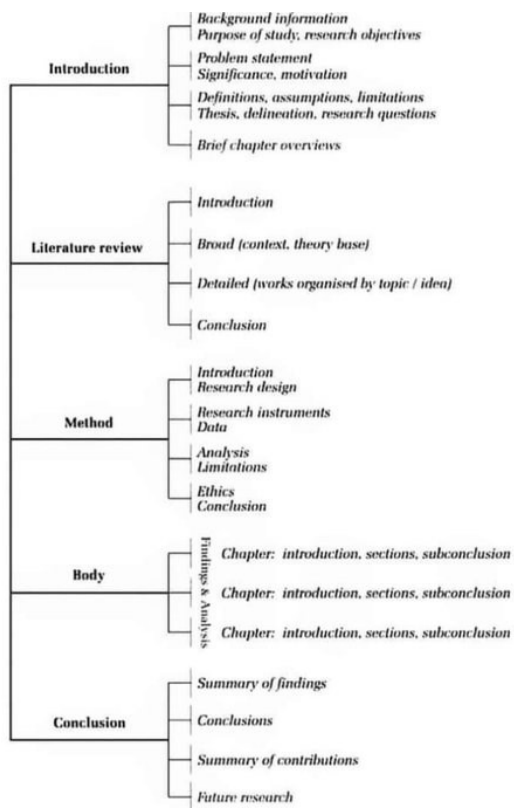 Introduction
Background information
Purpose of study, research objectives
Problem statement
Significance, motivation
Definitions, assumptions, limitations
Thesis, delineation, research questions
Brief chapter overviews
Literature review
Introduction
Broad (context, theory base)
Detailed (works organised by topic / idea)
Conclusion
Method
Introduction
Research design
Research instruments
Data
Analysis
Limitations
Ethics
Conclusion
Body
Findings & Analysis
Chapter: introduction, sections, subconclusion
Chapter: introduction, sections, subconclusion
Chapter: introduction, sections, subconclusion
Conclusion
Summary of findings
Conclusions
Summary of contributions
Future research